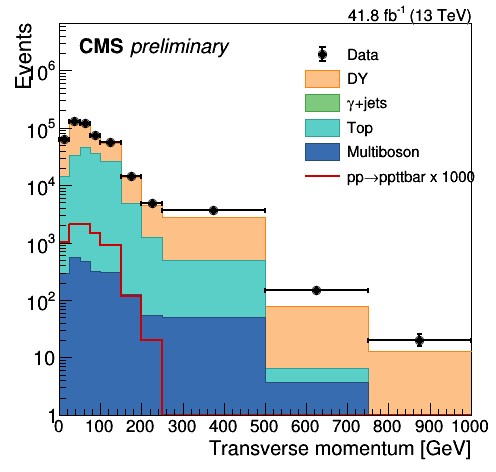 41.8 fb⁻¹ (13 TeV)
Events
CMS preliminary
Data
DY
γ+jets
Top
Multiboson
pp→ppttbar x 1000
10⁶
10⁵
10⁴
10³
10²
10
1
0 100 200 300 400 500 600 700 800 900 1000
Transverse momentum [GeV]